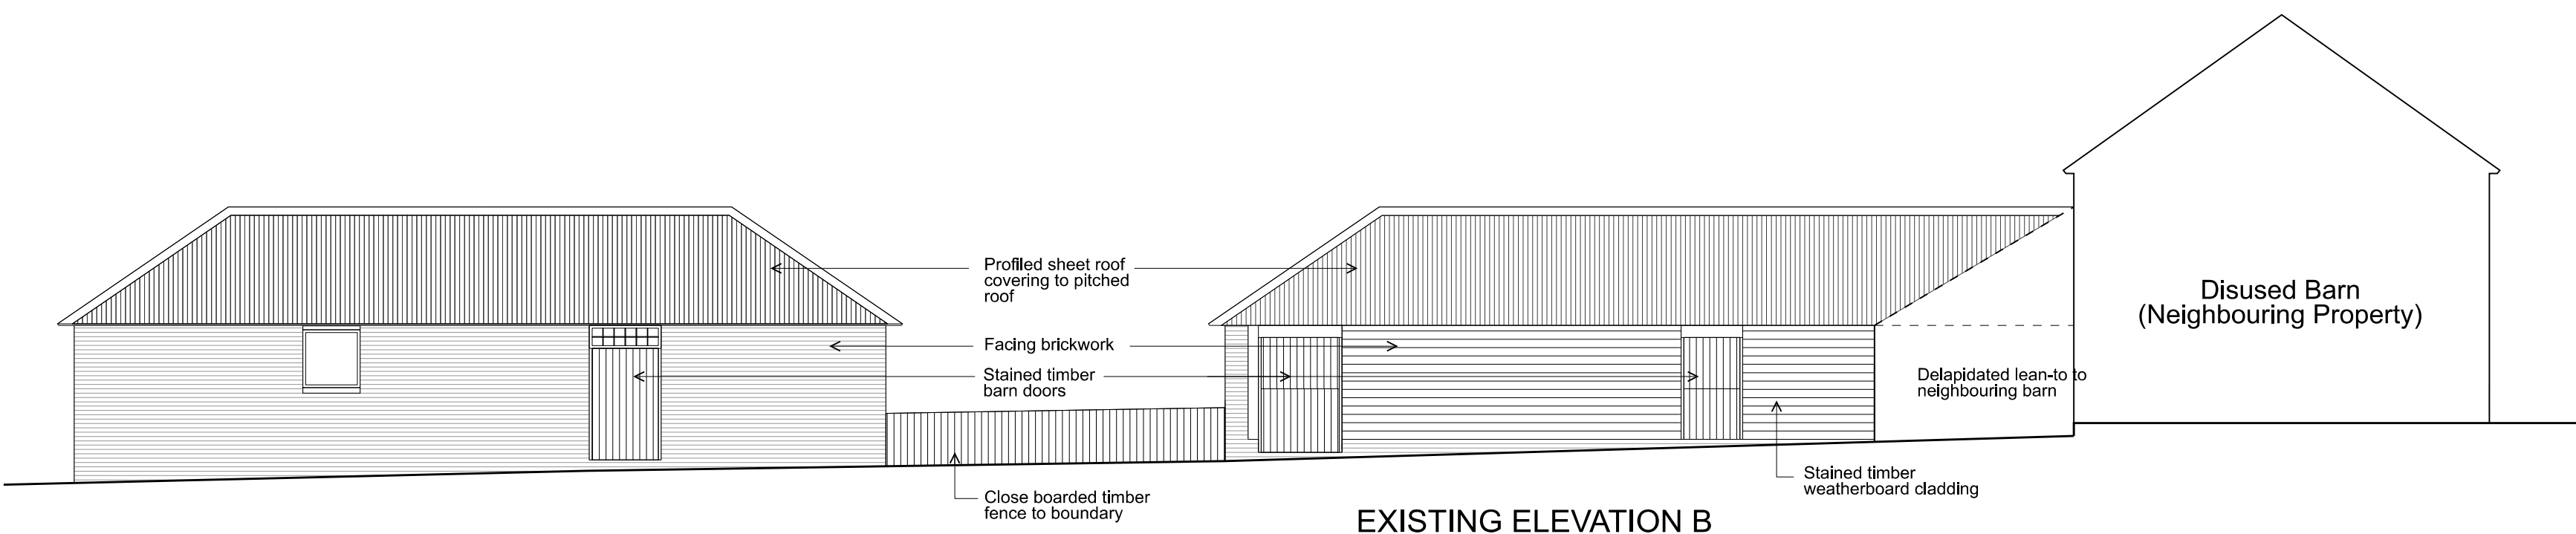 Profiled sheet roof
covering to pitched
roof
Facing brickwork
Stained timber
barn doors
Close boarded timber
fence to boundary
Disused Barn
(Neighbouring Property)
Delapidated lean-to to
neighbouring barn
Stained timber
weatherboard cladding
EXISTING ELEVATION B